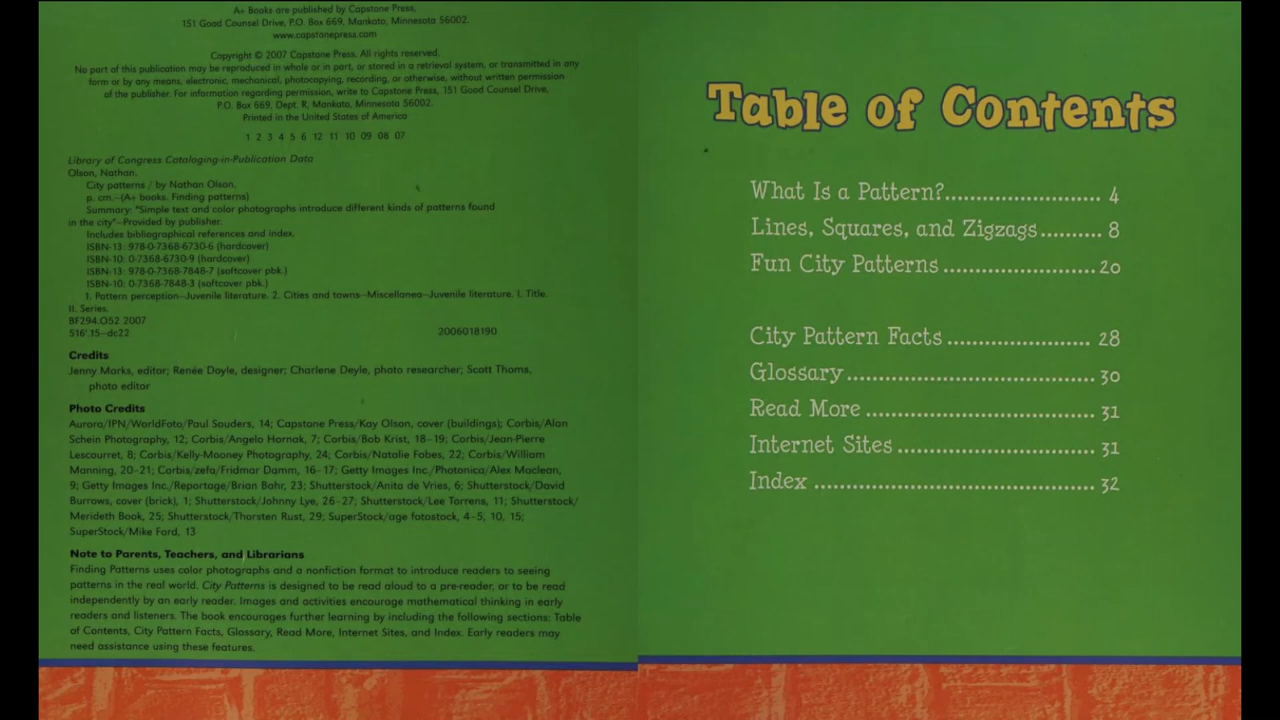 A+ Books are published by Capstone Press,
151 Good Counsel Drive, P.O. Box 669, Mankato, Minnesota 56002.
www.capstonepress.com
Copyright © 2007 Capstone Press. All rights reserved.
No part of this publication may be reproduced in whole or in part, or stored in a retrieval system, or transmitted in any
form or by any means, electronic, mechanical, photocopying, recording, or otherwise, without written permission
of the publisher. For information regarding permission, write to Capstone Press, 151 Good Counsel Drive,
P.O. Box 669, Dept. R, Mankato, Minnesota 56002.
Printed in the United States of America
1 2 3 4 5 6 12 11 10 09 08 07
Library of Congress Cataloging-in-Publication Data
Olson, Nathan.
City patterns / by Nathan Olson.
p. cm.—(A+ books. Finding patterns)
Summary: "Simple text and color photographs introduce different kinds of patterns found
in the city"—Provided by publisher.
Includes bibliographical references and index.
ISBN-13: 978-0-7368-6730-6 (hardcover)
ISBN-10: 0-7368-6730-9 (hardcover)
ISBN-13: 978-0-7368-7848-7 (softcover pbk.)
ISBN-10: 0-7368-7848-3 (softcover pbk.)
1. Pattern perception—Juvenile literature. 2. Cities and towns—Miscellanea—Juvenile literature. I. Title.
II. Series.
BF294.O52 2007
516'.15—dc22 2006018190
Credits
Jenny Marks, editor; Renée Doyle, designer; Charlene Deyle, photo researcher; Scott Thoms,
photo editor
Photo Credits
Aurora/IPN/WorldFoto/Paul Souders, 14; Capstone Press/Kay Olson, cover (buildings); Corbis/Alan
Schein Photography, 12; Corbis/Angelo Hornak, 7; Corbis/Bob Krist, 18–19; Corbis/Jean-Pierre
Lescourret, 8; Corbis/Kelly-Mooney Photography, 24; Corbis/Natalie Fobes, 22; Corbis/William
Manning, 20–21; Corbis/zefa/Fridmar Damm, 16–17; Getty Images Inc./Photonica/Alex Maclean,
9; Getty Images Inc./Reportage/Brian Bahr, 23; Shutterstock/Anita de Vries, 6; Shutterstock/David
Burrows, cover (brick), 1; Shutterstock/Johnny Lye, 26–27; Shutterstock/Lee Torrens, 11; Shutterstock/
Merideth Book, 25; Shutterstock/Thorsten Rust, 29; SuperStock/age fotostock, 4–5, 10, 15;
SuperStock/Mike Ford, 13
Note to Parents, Teachers, and Librarians
Finding Patterns uses color photographs and a nonfiction format to introduce readers to seeing
patterns in the real world. City Patterns is designed to be read aloud to a pre-reader, or to be read
independently by an early reader. Images and activities encourage mathematical thinking in early
readers and listeners. The book encourages further learning by including the following sections: Table
of Contents, City Pattern Facts, Glossary, Read More, Internet Sites, and Index. Early readers may
need assistance using these features.
Table of Contents
What Is a Pattern?.......................... 4
Lines, Squares, and Zigzags.......... 8
Fun City Patterns ......................... 20
City Pattern Facts ........................ 28
Glossary........................................ 30
Read More .................................... 31
Internet Sites ................................ 31
Index ............................................. 32